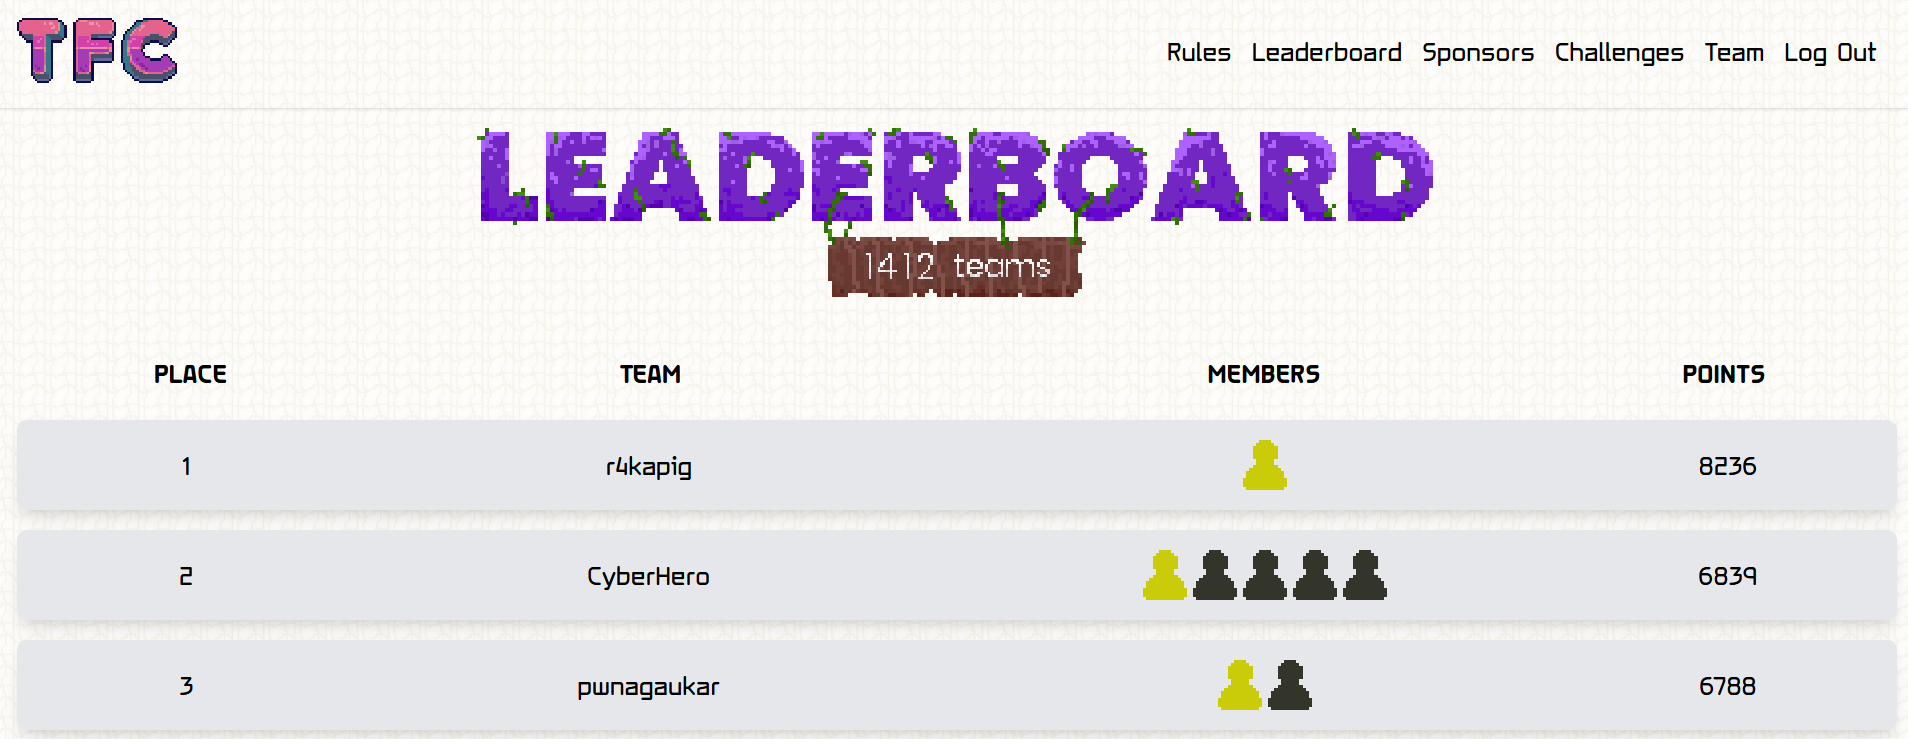 TFC
Rules Leaderboard Sponsors Challenges Team Log Out
LEADERBOARD
1412 teams
PLACE TEAM MEMBERS POINTS
1 r4kapig 8236
2 CyberHero 6839
3 pwnagaukar 6788